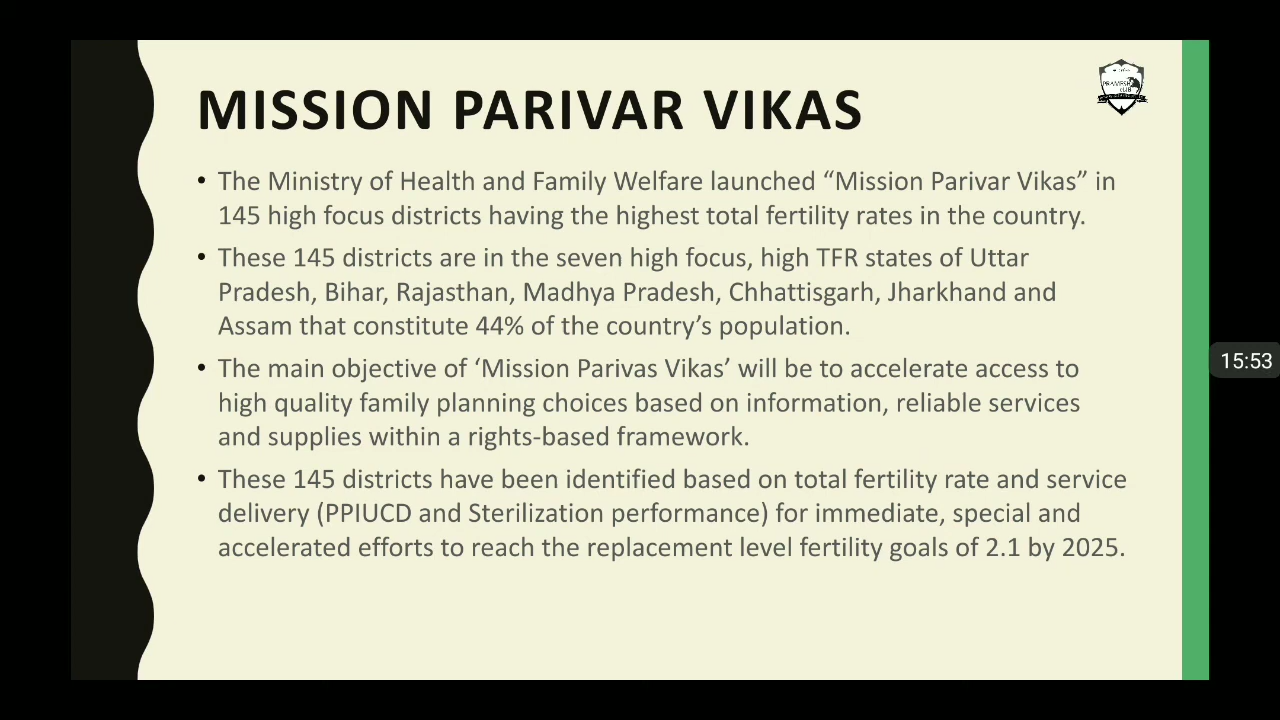 MISSION PARIVAR VIKAS
• The Ministry of Health and Family Welfare launched “Mission Parivar Vikas” in
145 high focus districts having the highest total fertility rates in the country.
• These 145 districts are in the seven high focus, high TFR states of Uttar
Pradesh, Bihar, Rajasthan, Madhya Pradesh, Chhattisgarh, Jharkhand and
Assam that constitute 44% of the country’s population.
• The main objective of ‘Mission Parivas Vikas’ will be to accelerate access to
high quality family planning choices based on information, reliable services
and supplies within a rights-based framework.
• These 145 districts have been identified based on total fertility rate and service
delivery (PPIUCD and Sterilization performance) for immediate, special and
accelerated efforts to reach the replacement level fertility goals of 2.1 by 2025.
15:53